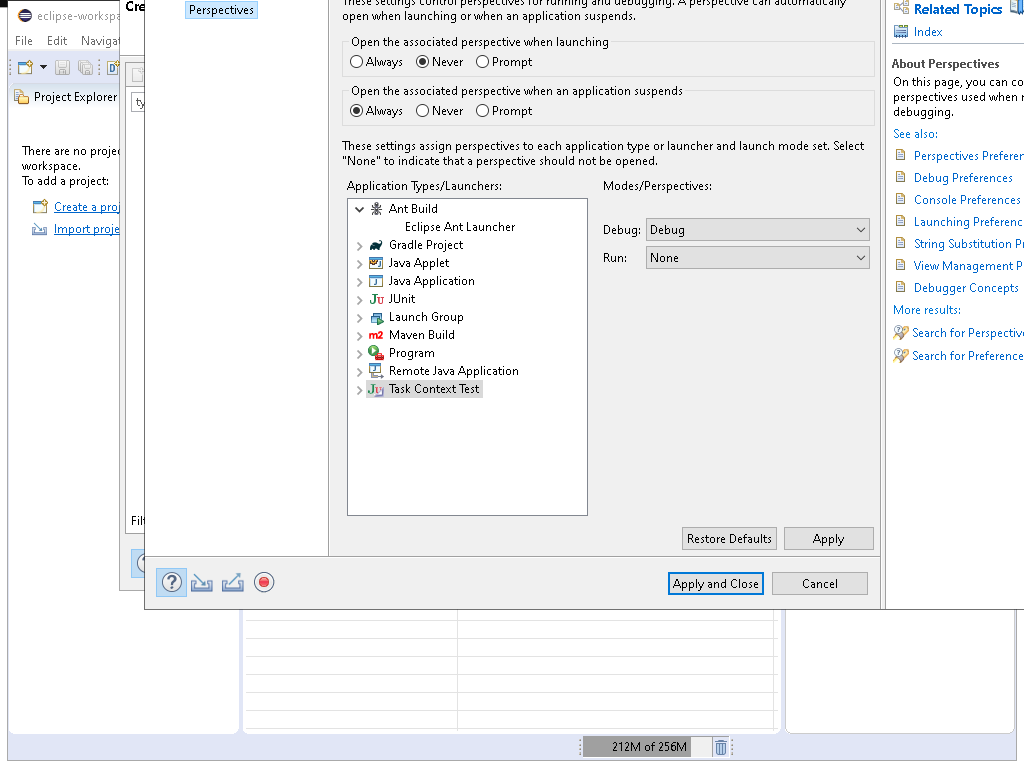 eclipse-workspa
Cre
File Edit Navigat
Project Explorer
ty
There are no proje
workspace.
To add a project:
Create a proj
Import proje
Filt
Perspectives
These settings control perspectives for running and debugging. A perspective can automatically
open when launching or when an application suspends.
Open the associated perspective when launching
Always Never Prompt
Open the associated perspective when an application suspends
Always Never Prompt
These settings assign perspectives to each application type or launcher and launch mode set. Select
"None" to indicate that a perspective should not be opened.
Application Types/Launchers:
Modes/Perspectives:
Ant Build
Eclipse Ant Launcher
Gradle Project
Java Applet
Java Application
JUnit
Launch Group
Maven Build
Program
Remote Java Application
Task Context Test
Debug: Debug
Run: None
Restore Defaults Apply
Apply and Close Cancel
Related Topics
Index
About Perspectives
On this page, you can co
perspectives used when r
debugging.
See also:
Perspectives Preferen
Debug Preferences
Console Preferences
Launching Preferenc
String Substitution Pr
View Management P
Debugger Concepts
More results:
Search for Perspective
Search for Preference
212M of 256M